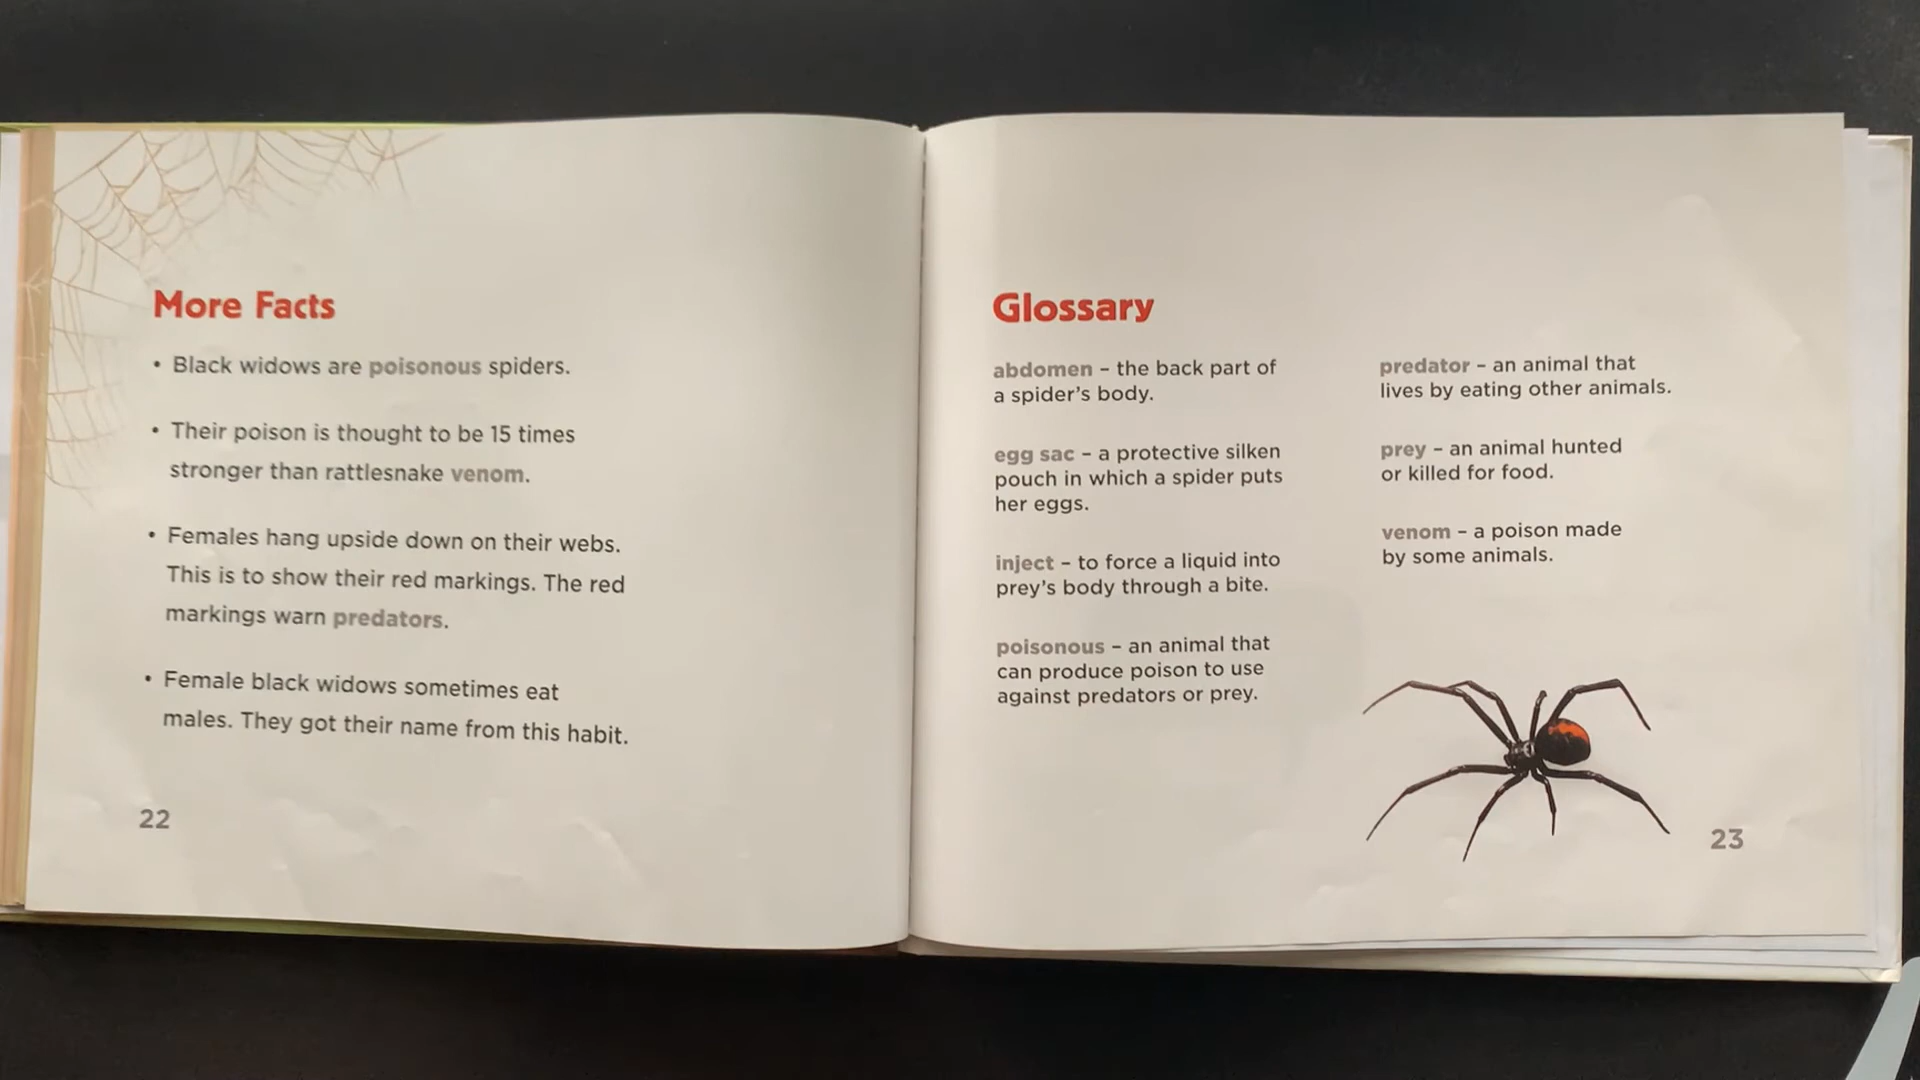 More Facts
• Black widows are poisonous spiders.
• Their poison is thought to be 15 times
stronger than rattlesnake venom.
• Females hang upside down on their webs.
This is to show their red markings. The red
markings warn predators.
• Female black widows sometimes eat
males. They got their name from this habit.
22
Glossary
abdomen – the back part of
a spider's body.
egg sac – a protective silken
pouch in which a spider puts
her eggs.
inject – to force a liquid into
prey's body through a bite.
poisonous – an animal that
can produce poison to use
against predators or prey.
predator – an animal that
lives by eating other animals.
prey – an animal hunted
or killed for food.
venom – a poison made
by some animals.
23